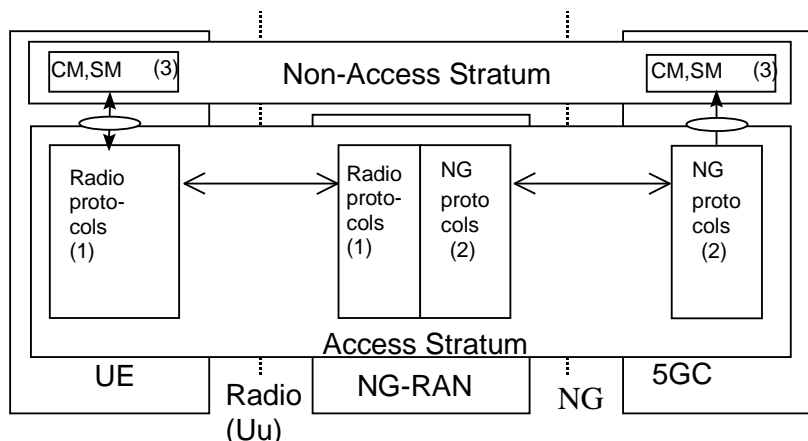 CM,SM (3)
Non-Access Stratum
CM,SM (3)
Radio
proto-
cols
(1)
Radio
proto-
cols
(1)
NG
proto
cols
(2)
NG
proto
cols
(2)
Access Stratum
UE
Radio
(Uu)
NG-RAN
NG
5GC